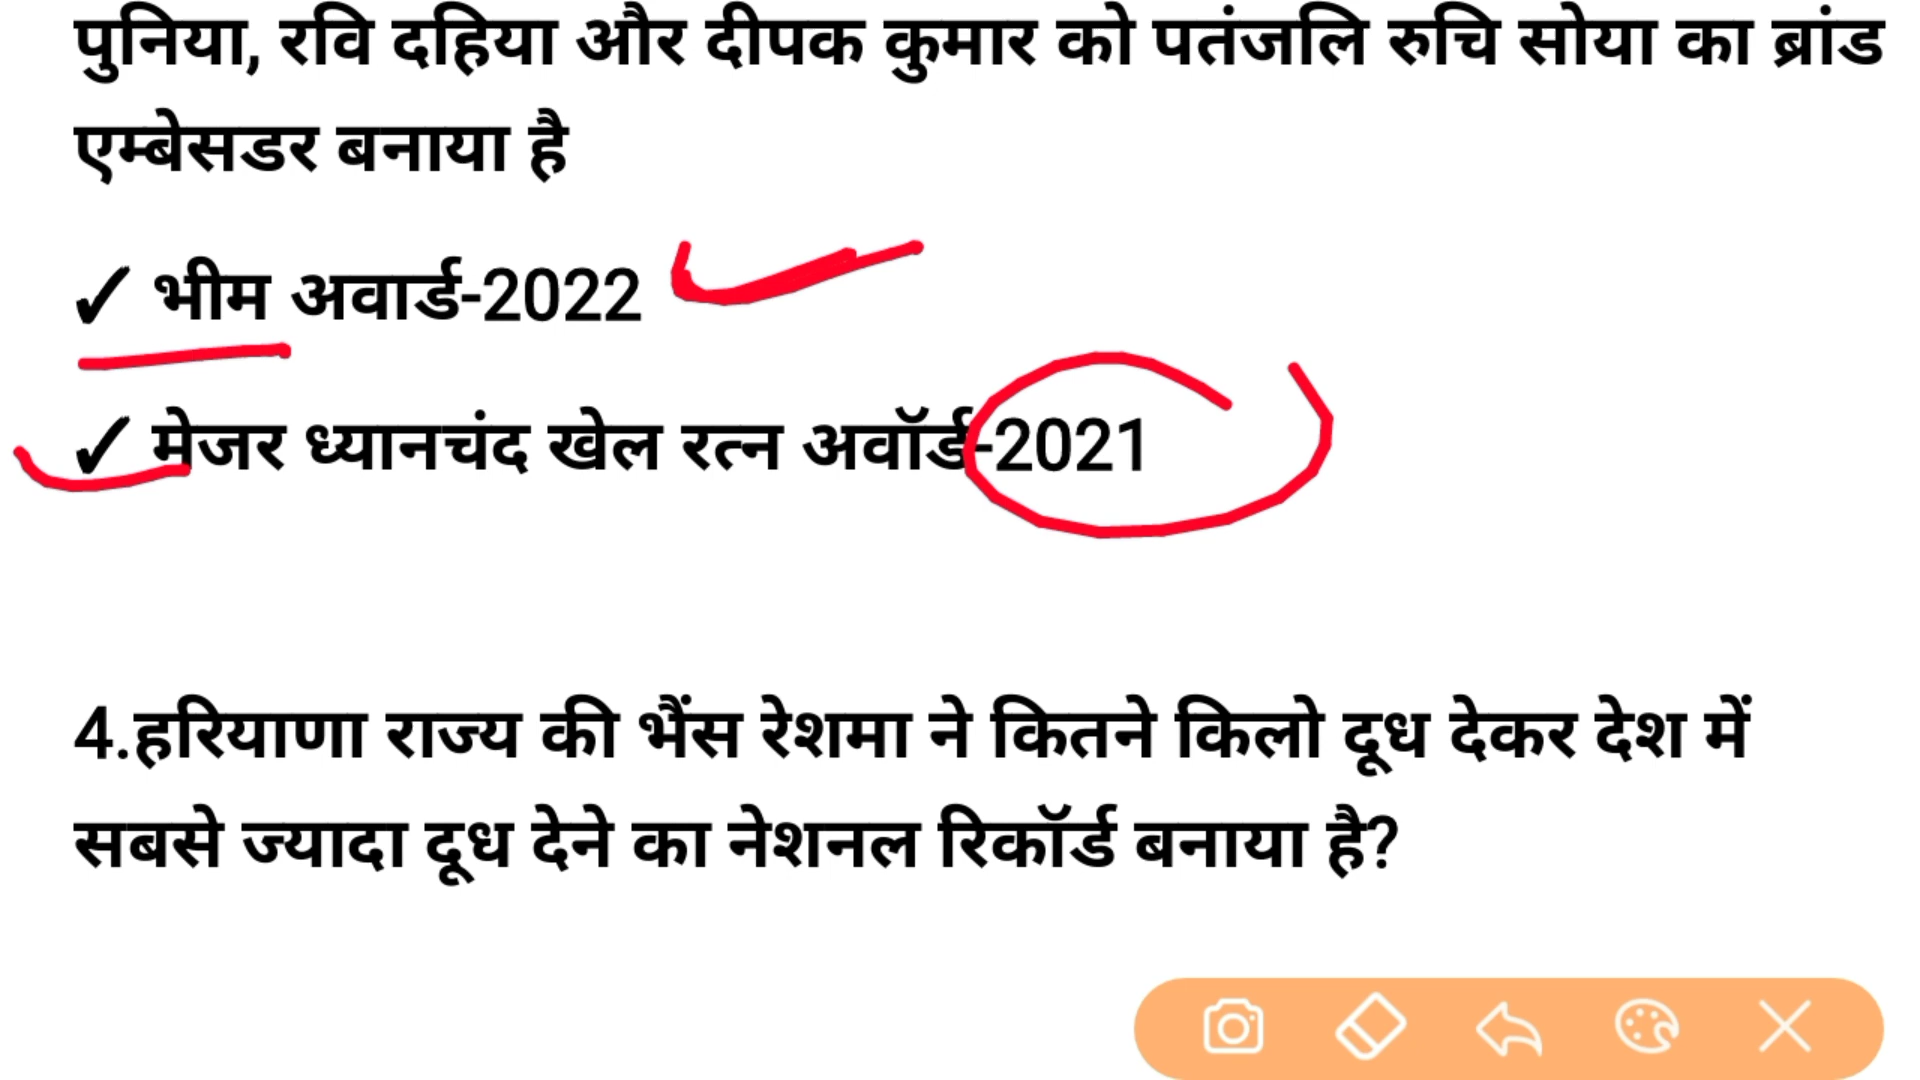 पुनिया, रवि दहिया और दीपक कुमार को पतंजलि रुचि सोया का ब्रांड
एम्बेसडर बनाया है
✓ भीम अवार्ड-2022
✓ मेजर ध्यानचंद खेल रत्न अवॉर्ड-2021
4.हरियाणा राज्य की भैंस रेशमा ने कितने किलो दूध देकर देश में
सबसे ज्यादा दूध देने का नेशनल रिकॉर्ड बनाया है?